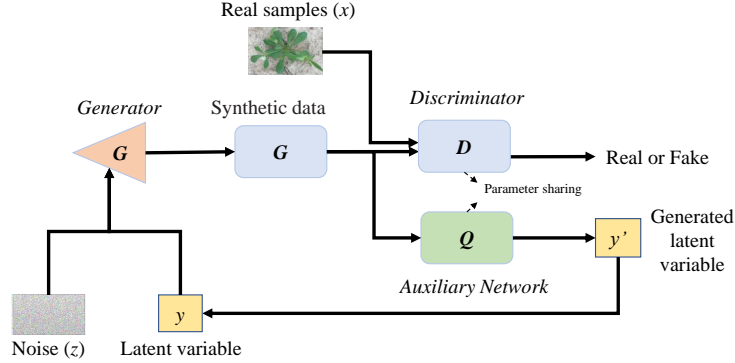 Real samples (x)
Generator
Synthetic data
Discriminator
G
G
D
Real or Fake
Parameter sharing
Q
y’
Generated
latent
variable
Auxiliary Network
y
Noise (z)
Latent variable